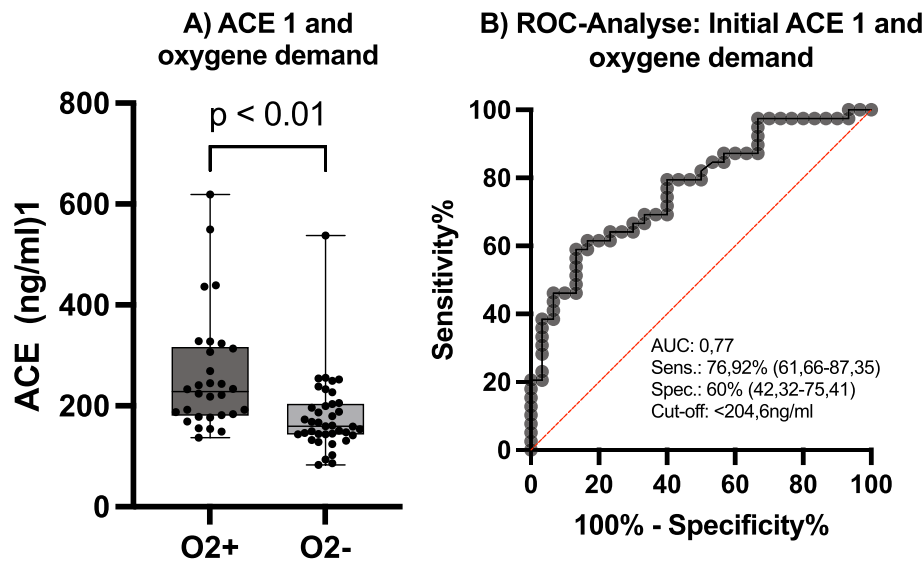 A) ACE 1 and
oxygene demand
p < 0.01
800
600
400
200
0
ACE (ng/ml)1
O2+
O2-
B) ROC-Analyse: Initial ACE 1 and
oxygene demand
100
80
60
40
20
0
Sensitivity%
AUC: 0,77
Sens.: 76,92% (61,66-87,35)
Spec.: 60% (42,32-75,41)
Cut-off: <204,6ng/ml
0
20
40
60
80
100
100% - Specificity%